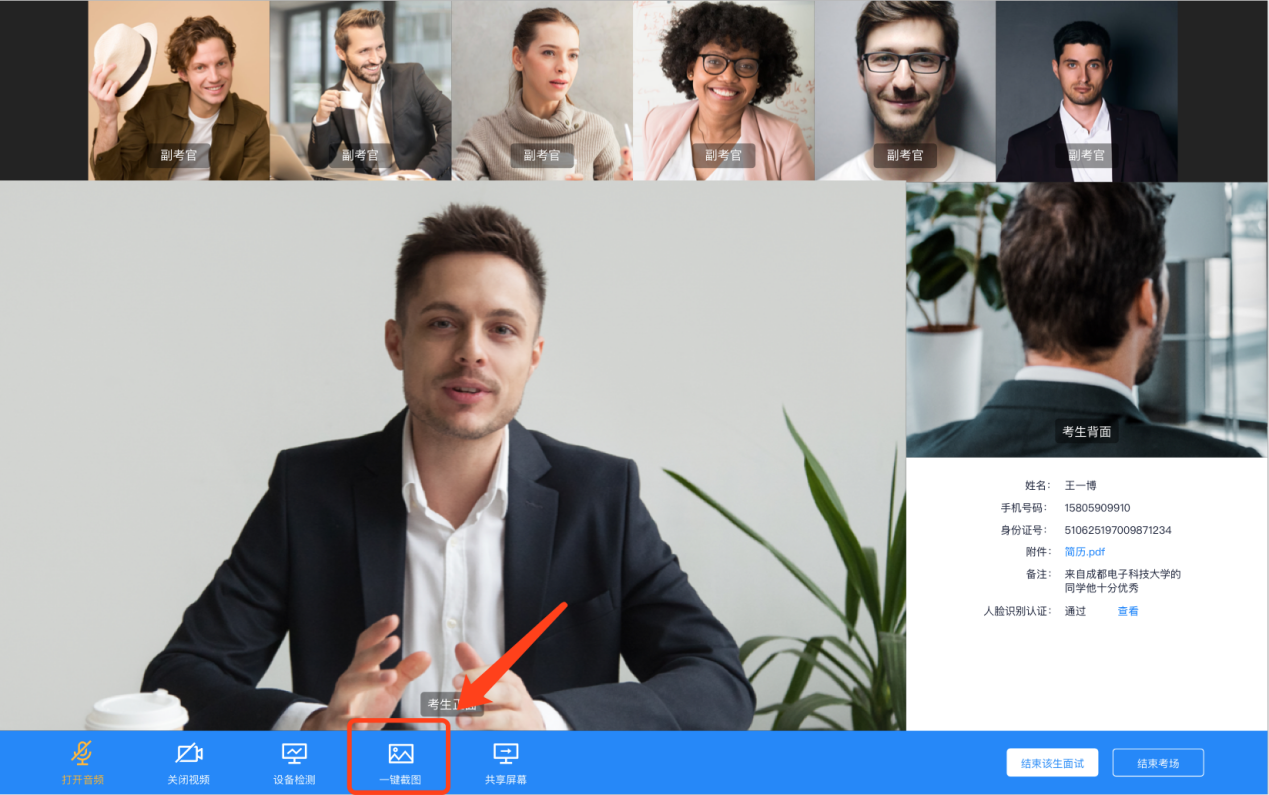 副考官
副考官
副考官
副考官
副考官
副考官
考生正面
考生背面
姓名： 王一博
手机号码： 15805909910
身份证号： 510625197009871234
附件： 简历.pdf
备注： 来自成都电子科技大学的
同学他十分优秀
人脸识别认证： 通过 查看
打开音频
关闭视频
设备检测
一键截图
共享屏幕
结束该生面试
结束考场